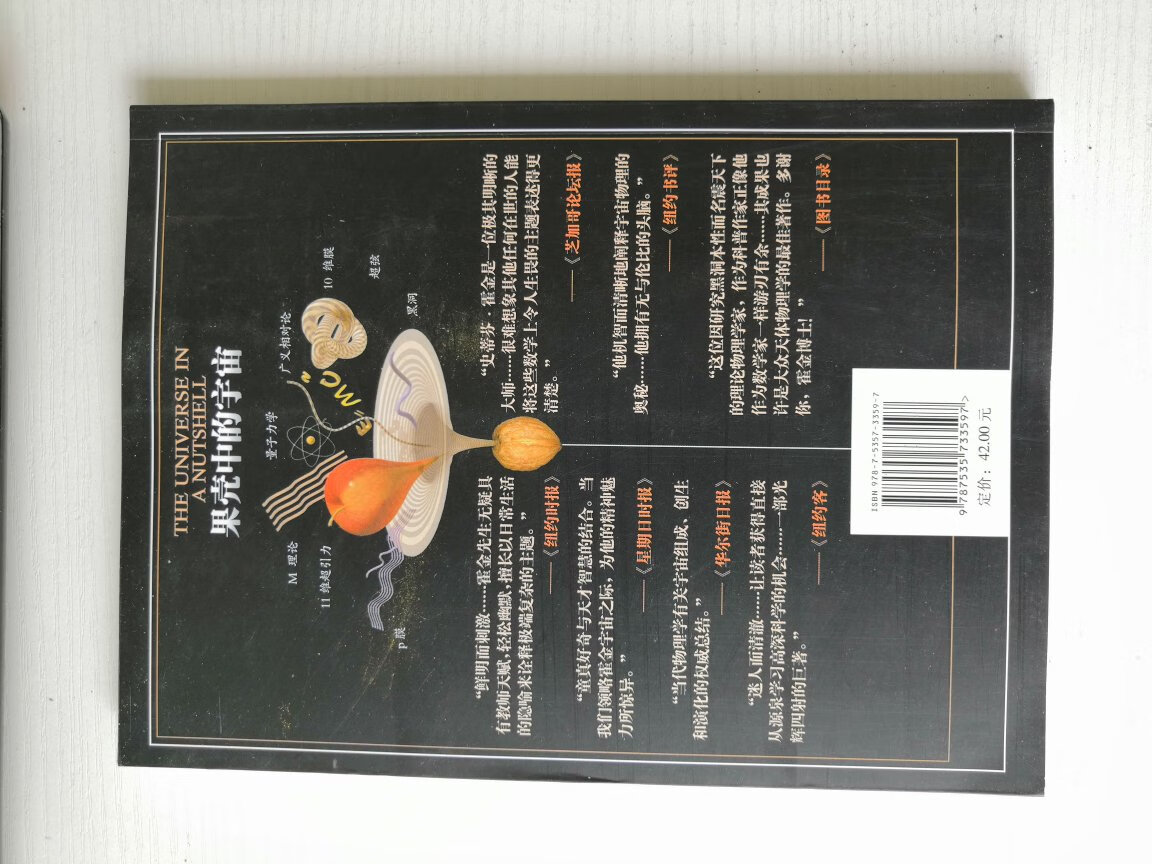 THE UNIVERSE IN
A NUTSHELL
果壳中的宇宙
量子力学
广义相对论
M 理论
10 维膜
11 维超引力
超弦
p 膜
黑洞
“鲜明而刺激……霍金先生无疑具
有教师天赋,轻松幽默,擅长以日常生活
的隐喻来诠释极端复杂的主题。”
——《纽约时报》
“童真好奇与天才智慧的结合。当
我们领略霍金宇宙之际，为他的精神魅
力所惊异。”
——《星期日时报》
“当代物理学有关宇宙组成、创生
和演化的权威总结。”
——《华尔街日报》
“迷人而清澈……让读者获得直接
从源泉学习高深科学的机会……一部光
辉四射的巨著。”
——《纽约客》
“史蒂芬·霍金是一位极其明晰的
大师……很难想象其他任何在世的人能
将这些数学上令人生畏的主题表述得更
清楚。”
——《芝加哥论坛报》
“他机智而清晰地阐释宇宙物理的
奥秘……他拥有无与伦比的头脑。”
——《纽约书评》
“这位因研究黑洞本性而名震天下
的理论物理学家，作为科普作家正像他
作为数学家一样游刃有余……其成果也
许是大众天体物理学的最佳著作。多谢
你，霍金博士！”
——《图书目录》
ISBN 978-7-5357-3359-7
9 787535 733597 >
定价：42.00 元